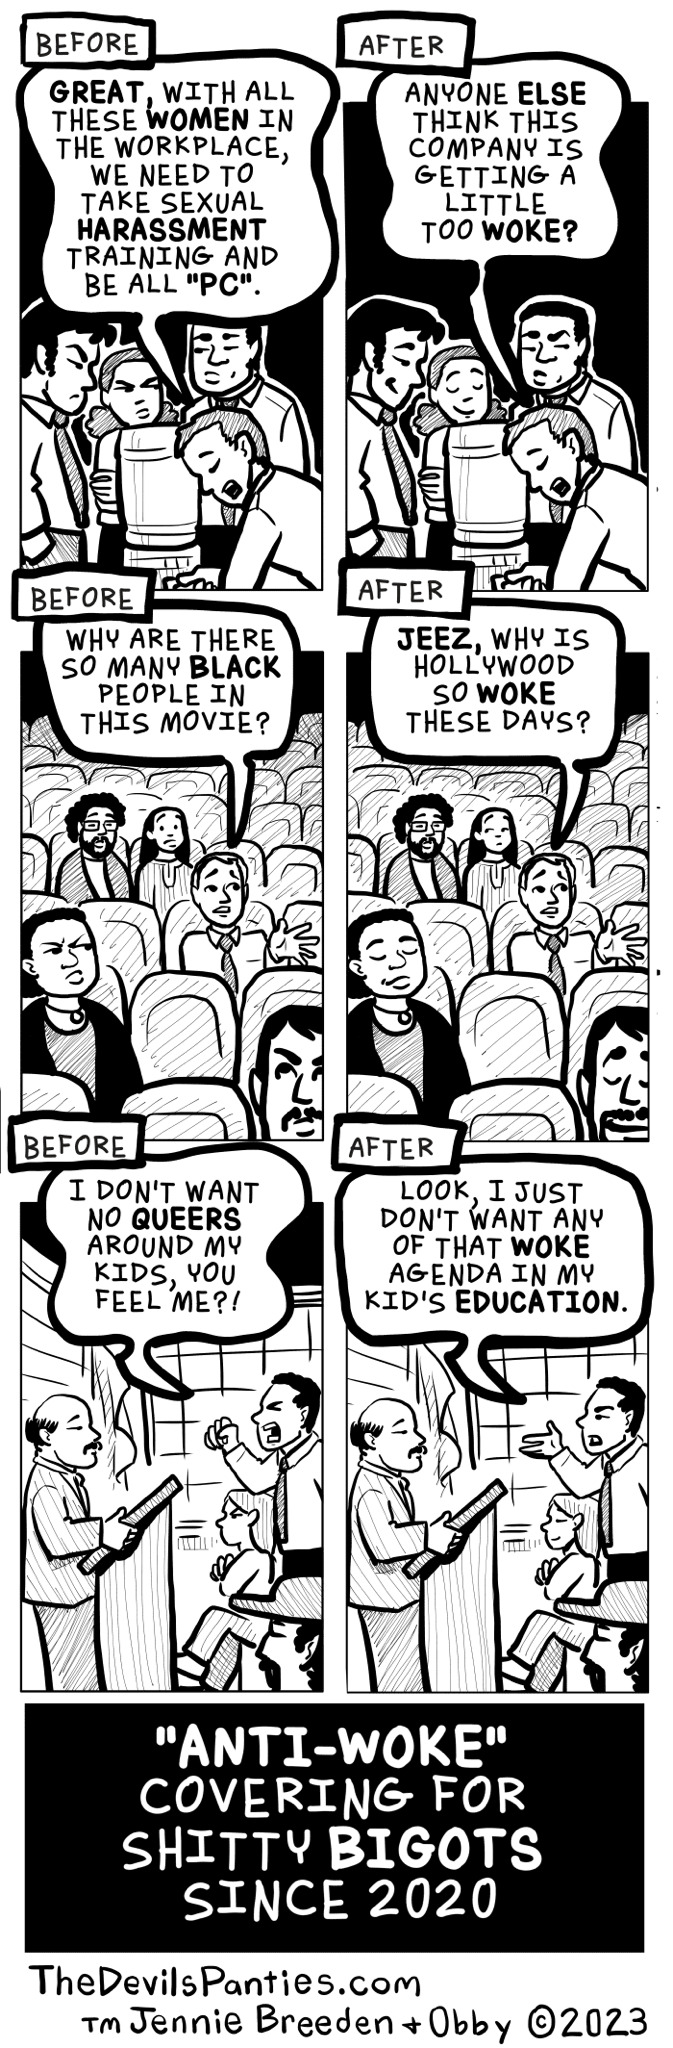 BEFORE
GREAT, WITH ALL
THESE WOMEN IN
THE WORKPLACE,
WE NEED TO
TAKE SEXUAL
HARASSMENT
TRAINING AND
BE ALL "PC".
AFTER
ANYONE ELSE
THINK THIS
COMPANY IS
GETTING A
LITTLE
TOO WOKE?
BEFORE
WHY ARE THERE
SO MANY BLACK
PEOPLE IN
THIS MOVIE?
AFTER
JEEZ, WHY IS
HOLLYWOOD
SO WOKE
THESE DAYS?
BEFORE
I DON'T WANT
NO QUEERS
AROUND MY
KIDS, YOU
FEEL ME?!
AFTER
LOOK, I JUST
DON'T WANT ANY
OF THAT WOKE
AGENDA IN MY
KID'S EDUCATION.
"ANTI-WOKE"
COVERING FOR
SHITTY BIGOTS
SINCE 2020
THEDEVILSPANTIES.COM
TM Jennie Breeden + Obby ©2023